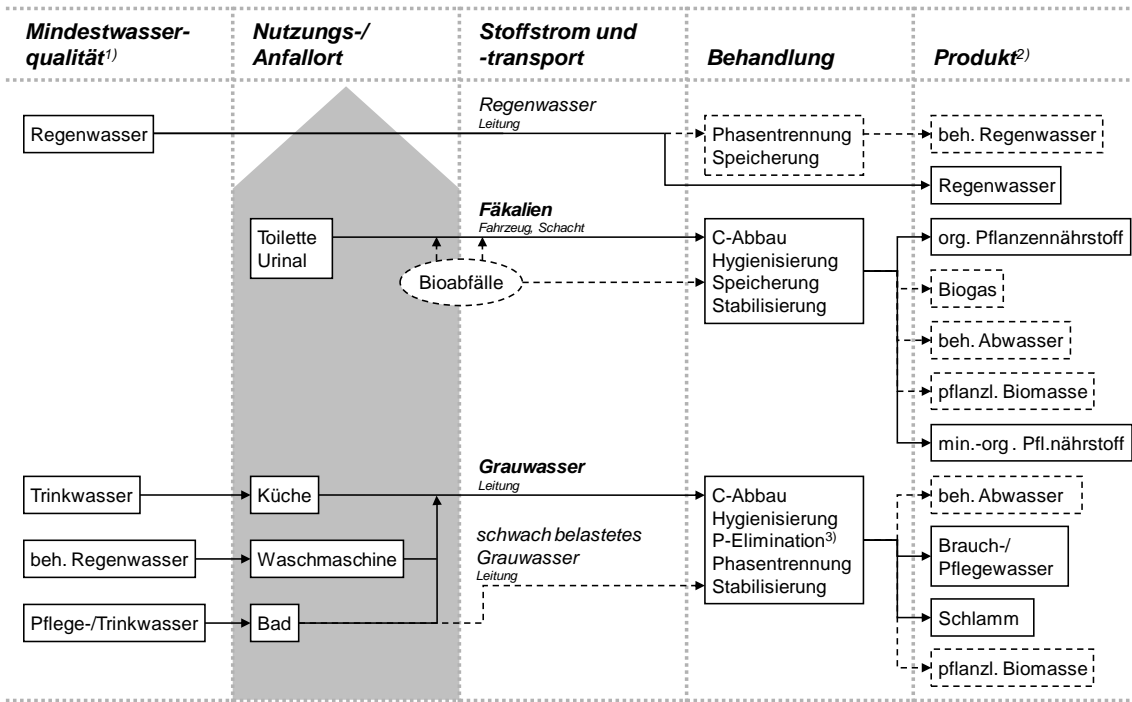 Mindestwasser-
qualität1)
Nutzungs-/
Anfallort
Stoffstrom und
-transport
Behandlung
Produkt2)
Regenwasser
Regenwasser
Leitung
Phasentrennung
Speicherung
beh. Regenwasser
Regenwasser
Toilette
Urinal
Fäkalien
Fahrzeug, Schacht
Bioabfälle
C-Abbau
Hygienisierung
Speicherung
Stabilisierung
org. Pflanzennährstoff
Biogas
beh. Abwasser
pflanzl. Biomasse
min.-org . Pfl.nährstoff
Trinkwasser
Küche
Grauwasser
Leitung
beh. Regenwasser
Waschmaschine
schwach belastetes
Grauwasser
Leitung
Pflege-/Trinkwasser
Bad
C-Abbau
Hygienisierung
P-Elimination3)
Phasentrennung
Stabilisierung
beh. Abwasser
Brauch-/
Pflegewasser
Schlamm
pflanzl. Biomasse